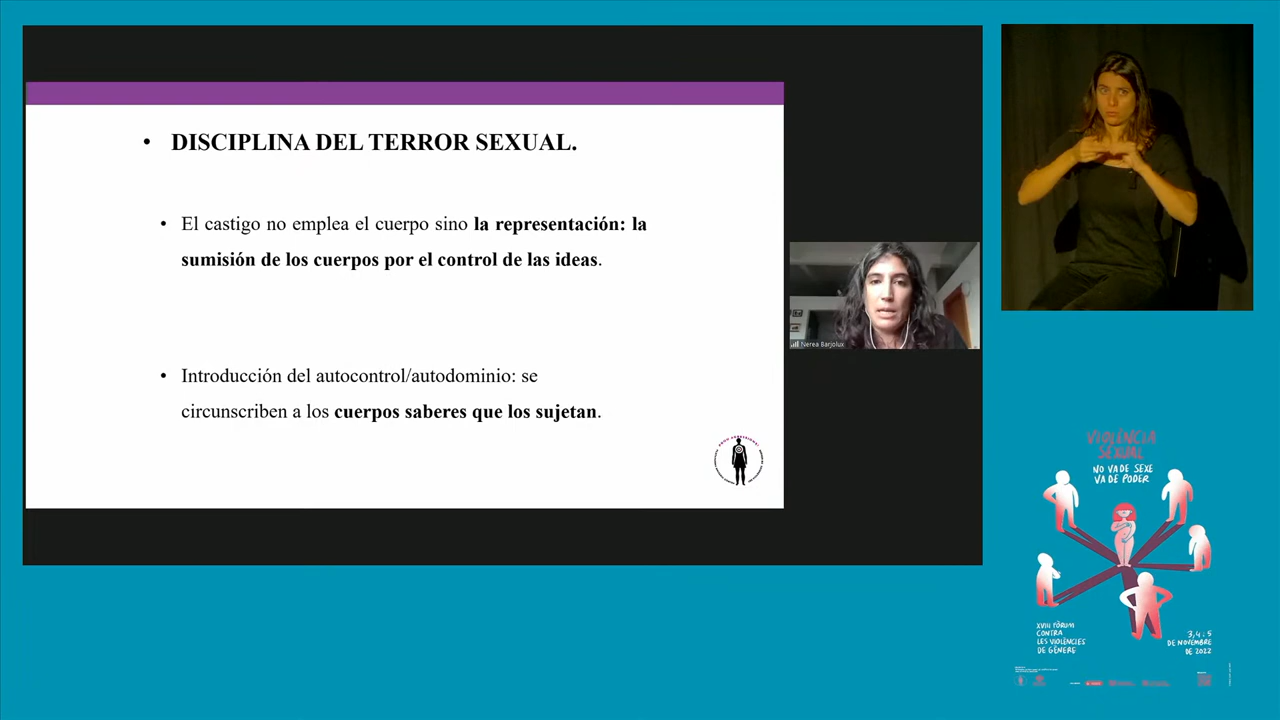 • DISCIPLINA DEL TERROR SEXUAL.
• El castigo no emplea el cuerpo sino la representación: la
sumisión de los cuerpos por el control de las ideas.
• Introducción del autocontrol/autodominio: se
circunscriben a los cuerpos saberes que los sujetan.
Nerea Barjolux
VIOLÈNCIA
SEXUAL
NO VA DE SEXE
VA DE PODER
XVIII FÒRUM
CONTRA
LES VIOLÈNCIES
DE GÈNERE
3, 4 i 5
DE NOVEMBRE
DE 2022